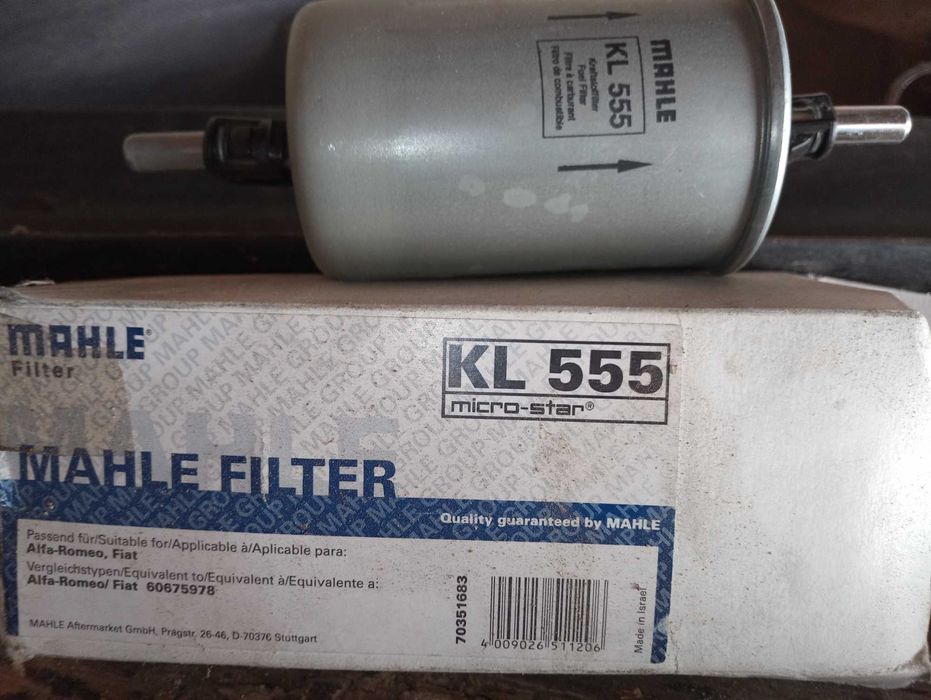 MAHLE
KL 555
Kraftstoffilter
Fuel Filter
Filtre à carburant
Filtro de combustible
MAHLE®
Filter
KL 555
micro-star®
MAHLE FILTER
Quality guaranteed by MAHLE
Passend für/Suitable for/Applicable à/Aplicable para:
Alfa-Romeo, Fiat
Vergleichstypen/Equivalent to/Equivalent à/Equivalente a:
Alfa-Romeo/ Fiat 60675978
MAHLE Aftermarket GmbH, Pragstr. 26-46, D-70376 Stuttgart
70351683
4 009026 511206
Made in Israel